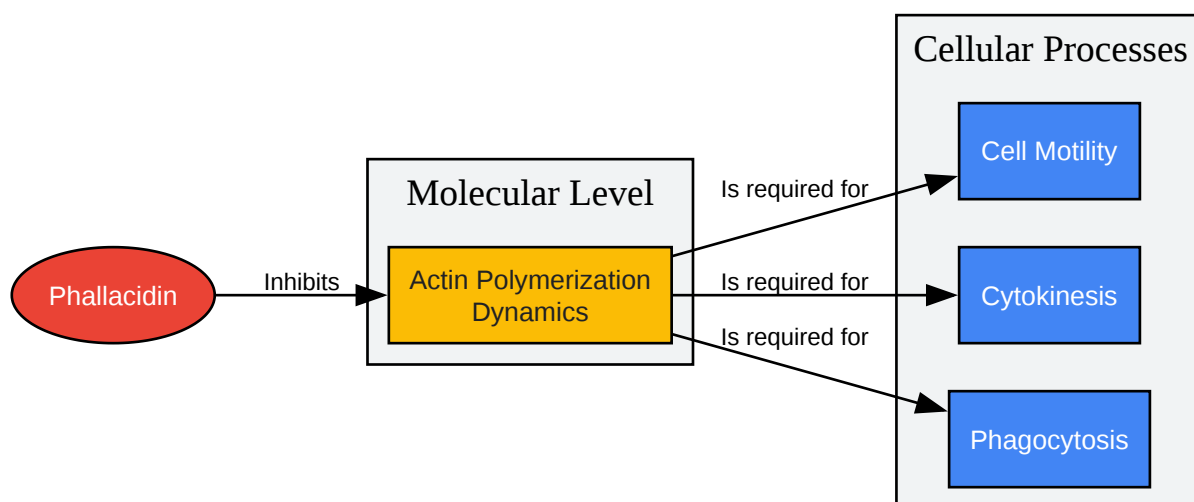 Cellular Processes
Cell Motility
Molecular Level
Is required for
Phallacidin
Inhibits
Actin Polymerization
Dynamics
Is required for
Cytokinesis
Is required for
Phagocytosis